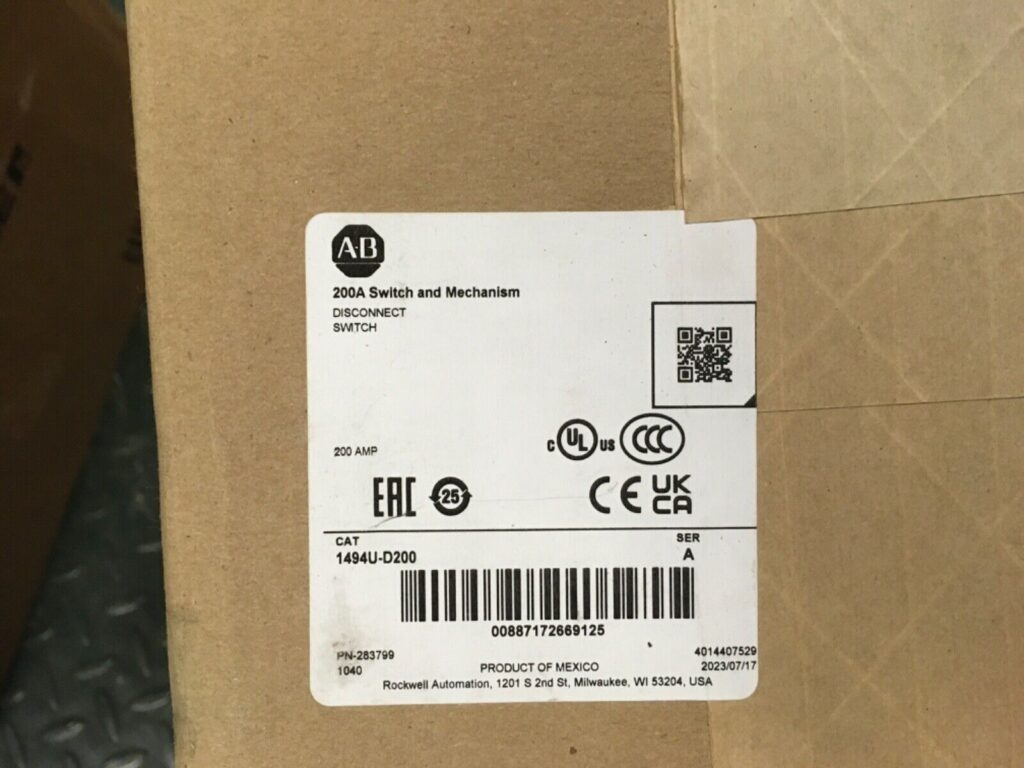 A-B
200A Switch and Mechanism
DISCONNECT
SWITCH
200 AMP
C UL US CCC
EAC 25 CE UK CA
CAT SER
1494U-D200 A
00887172669125
PN-283799 4014407529
1040 PRODUCT OF MEXICO 2023/07/17
Rockwell Automation, 1201 S 2nd St, Milwaukee, WI 53204, USA